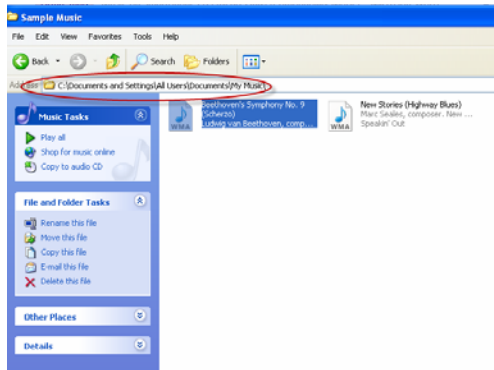 Sample Music
File Edit View Favorites Tools Help
Back Search Folders
Address C:\Documents and Settings\All Users\Documents\My Music\
Music Tasks
Play all
Shop for music online
Copy to audio CD
File and Folder Tasks
Rename this file
Move this file
Copy this file
E-mail this file
Delete this file
Other Places
Details
Beethoven's Symphony No. 9
(Scherzo)
Ludwig van Beethoven, comp...
WMA
New Stories (Highway Blues)
Marc Seales, composer. New ...
Speakin' Out
WMA